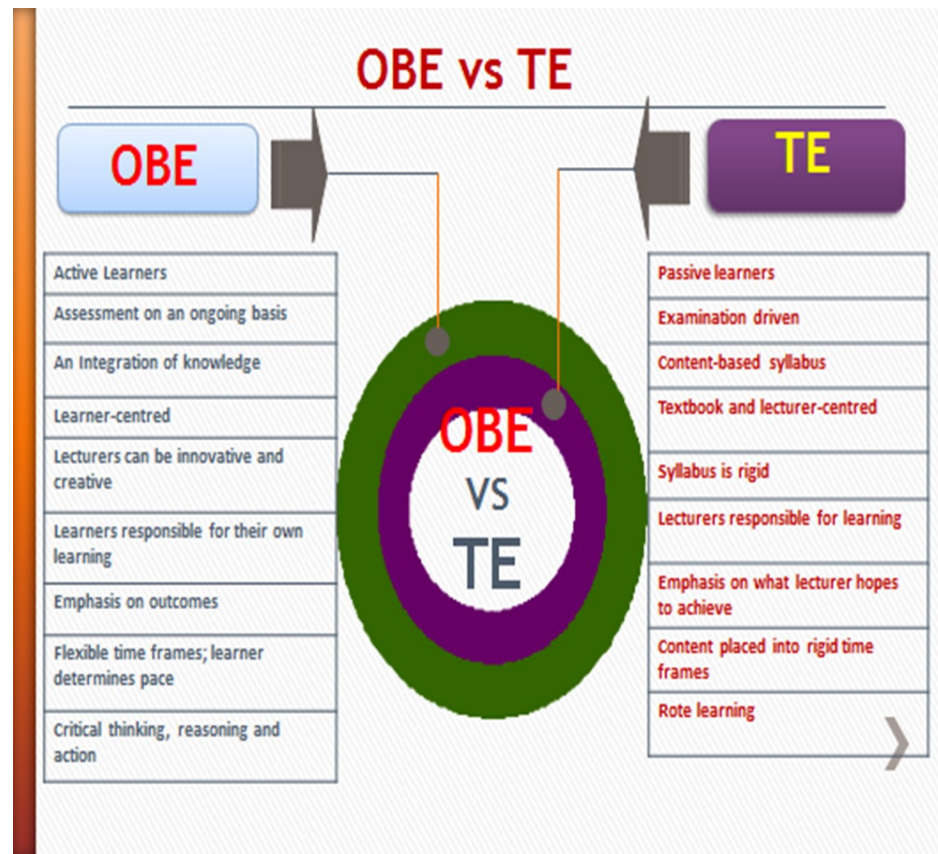 OBE vs TE
OBE
TE
Active Learners
Assessment on an ongoing basis
An Integration of knowledge
Learner-centred
Lecturers can be innovative and
creative
Learners responsible for their own
learning
Emphasis on outcomes
Flexible time frames; learner
determines pace
Critical thinking, reasoning and
action
OBE
VS
TE
Passive learners
Examination driven
Content-based syllabus
Textbook and lecturer-centred
Syllabus is rigid
Lecturers responsible for learning
Emphasis on what lecturer hopes
to achieve
Content placed into rigid time
frames
Rote learning